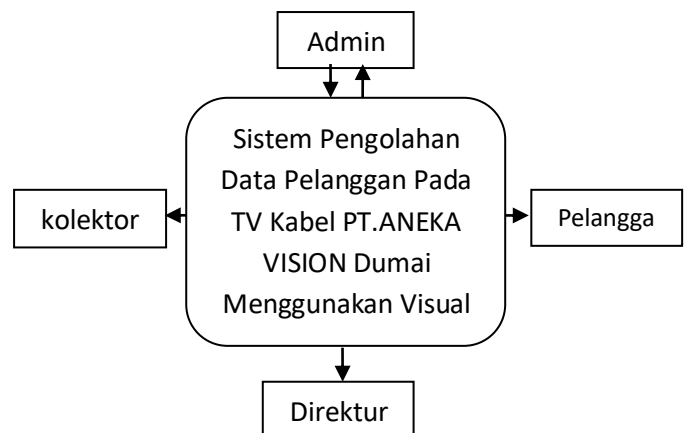 Admin
Sistem Pengolahan
Data Pelanggan Pada
TV Kabel PT.ANEKA
VISION Dumai
Menggunakan Visual
kolektor
Pelangga
Direktur